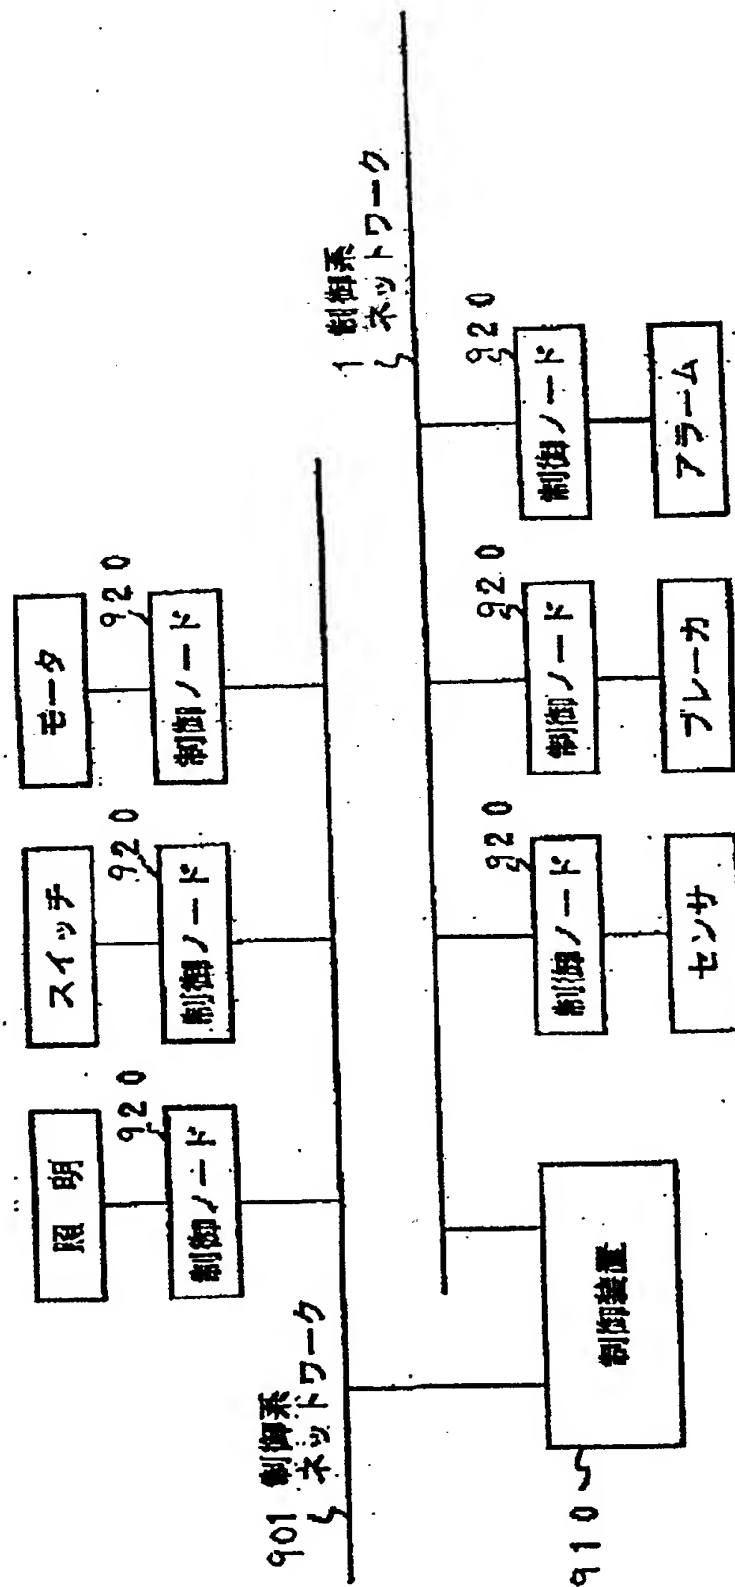 照明
スイッチ
モータ
920
920
920
制御ノード
制御ノード
制御ノード
901 制御系
ネットワーク
1 制御系
ネットワーク
920
920
920
制御装置
制御ノード
制御ノード
制御ノード
910
センサ
ブレーカ
アラーム